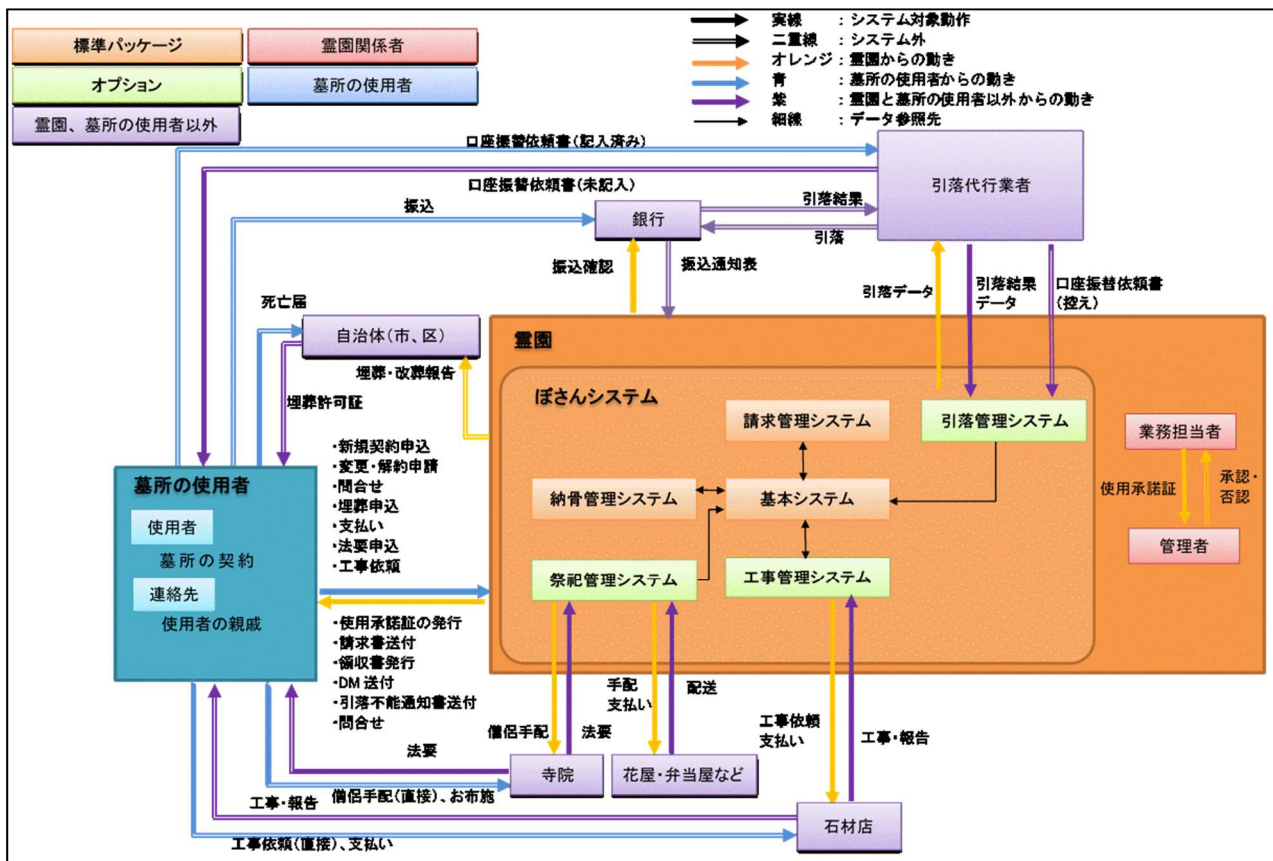 標準パッケージ
霊園関係者
オプション
墓所の使用者
霊園、墓所の使用者以外
実線　：システム対象動作
二重線　：システム外
オレンジ：霊園からの動き
青　：墓所の使用者からの動き
紫　：霊園と墓所の使用者以外からの動き
細線　：データ参照先
口座振替依頼書(記入済み)
口座振替依頼書(未記入)
引落代行業者
振込
銀行
引落結果
引落
振込確認
振込通知表
引落データ
引落結果
データ
口座振替依頼書
(控え)
死亡届
自治体(市、区)
埋葬・改葬報告
埋葬許可証
霊園
ぼさんシステム
請求管理システム
引落管理システム
納骨管理システム
基本システム
祭祀管理システム
工事管理システム
業務担当者
使用承諾証
承認・
否認
管理者
墓所の使用者
使用者
墓所の契約
連絡先
使用者の親戚
・新規契約申込
・変更・解約申請
・問合せ
・埋葬申込
・支払い
・法要申込
・工事依頼
・使用承諾証の発行
・請求書送付
・領収書発行
・DM 送付
・引落不能通知書送付
・問合せ
僧侶手配
法要
手配
支払い
配送
工事依頼
支払い
工事・報告
法要
寺院
花屋・弁当屋など
工事・報告
僧侶手配(直接)、お布施
石材店
工事依頼(直接)、支払い